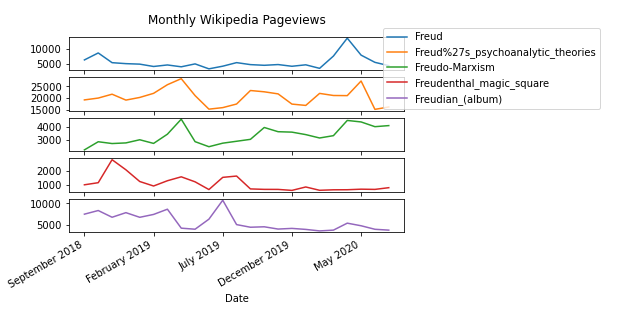 Monthly Wikipedia Pageviews
Freud
Freud%27s_psychoanalytic_theories
Freudo-Marxism
Freudenthal_magic_square
Freudian_(album)
10000
5000
25000
20000
15000
4000
3000
2000
1000
10000
5000
September 2018
February 2019
July 2019
December 2019
May 2020
Date